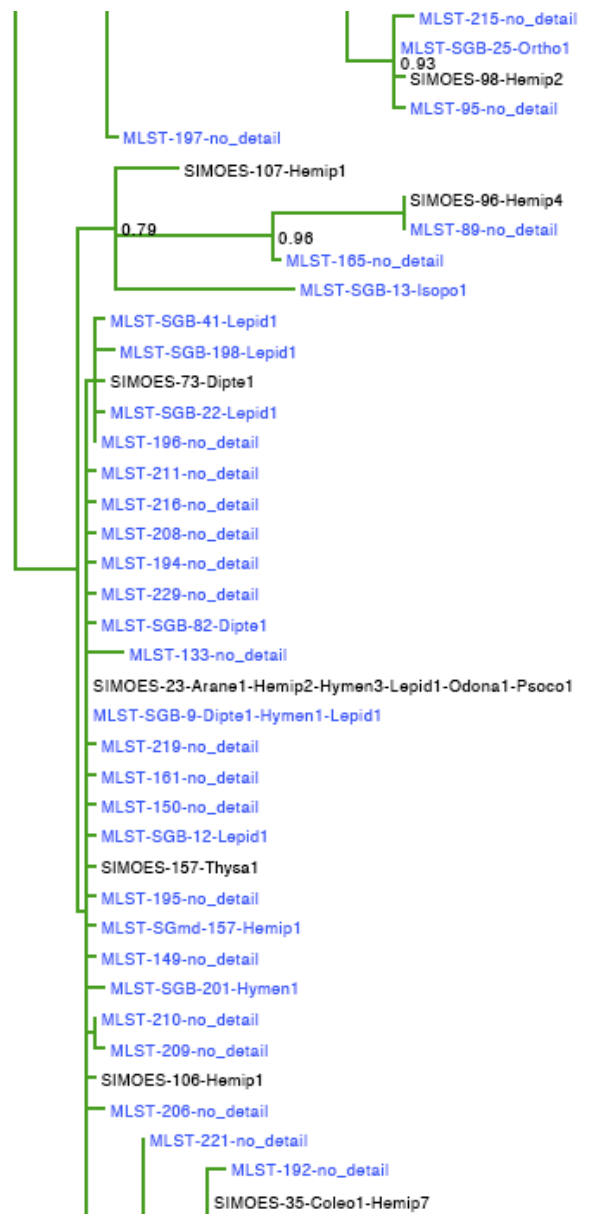 MLST-215-no_detail
MLST-SGB-25-Ortho1
0.93
SIMOES-98-Hemip2
MLST-95-no_detail
MLST-197-no_detail
SIMOES-107-Hemip1
SIMOES-96-Hemip4
0.79
MLST-89-no_detail
0.96
MLST-165-no_detail
MLST-SGB-13-Isopo1
MLST-SGB-41-Lepid1
MLST-SGB-198-Lepid1
SIMOES-73-Dipte1
MLST-SGB-22-Lepid1
MLST-196-no_detail
MLST-211-no_detail
MLST-216-no_detail
MLST-208-no_detail
MLST-194-no_detail
MLST-229-no_detail
MLST-SGB-82-Dipte1
MLST-133-no_detail
SIMOES-23-Arane1-Hemip2-Hymen3-Lepid1-Odona1-Psoco1
MLST-SGB-9-Dipte1-Hymen1-Lepid1
MLST-219-no_detail
MLST-161-no_detail
MLST-150-no_detail
MLST-SGB-12-Lepid1
SIMOES-157-Thysa1
MLST-195-no_detail
MLST-SGmd-157-Hemip1
MLST-149-no_detail
MLST-SGB-201-Hymen1
MLST-210-no_detail
MLST-209-no_detail
SIMOES-106-Hemip1
MLST-206-no_detail
MLST-221-no_detail
MLST-192-no_detail
SIMOES-35-Coleo1-Hemip7